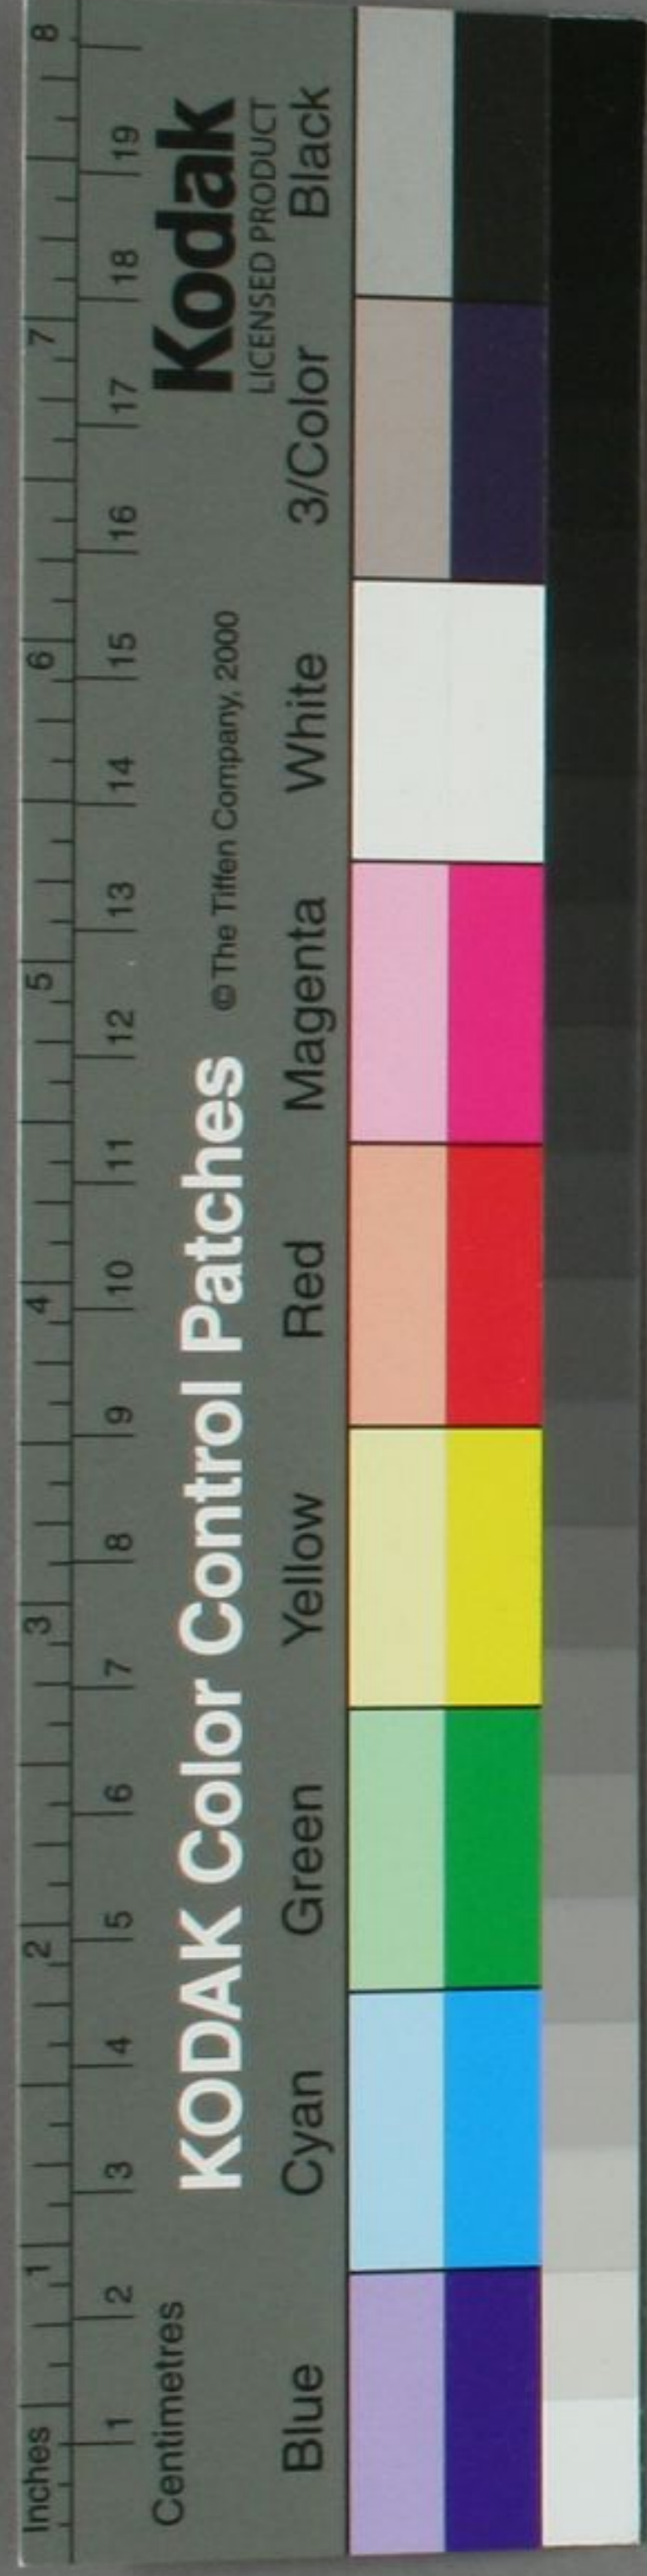 Inches 1 2 3 4 5 6 7 8
1 2 3 4 5 6 7 8 9 10 11 12 13 14 15 16 17 18 19
Centimetres
KODAK Color Control Patches © The Tiffen Company, 2000
Kodak
LICENSED PRODUCT
Blue Cyan Green Yellow Red Magenta White 3/Color Black